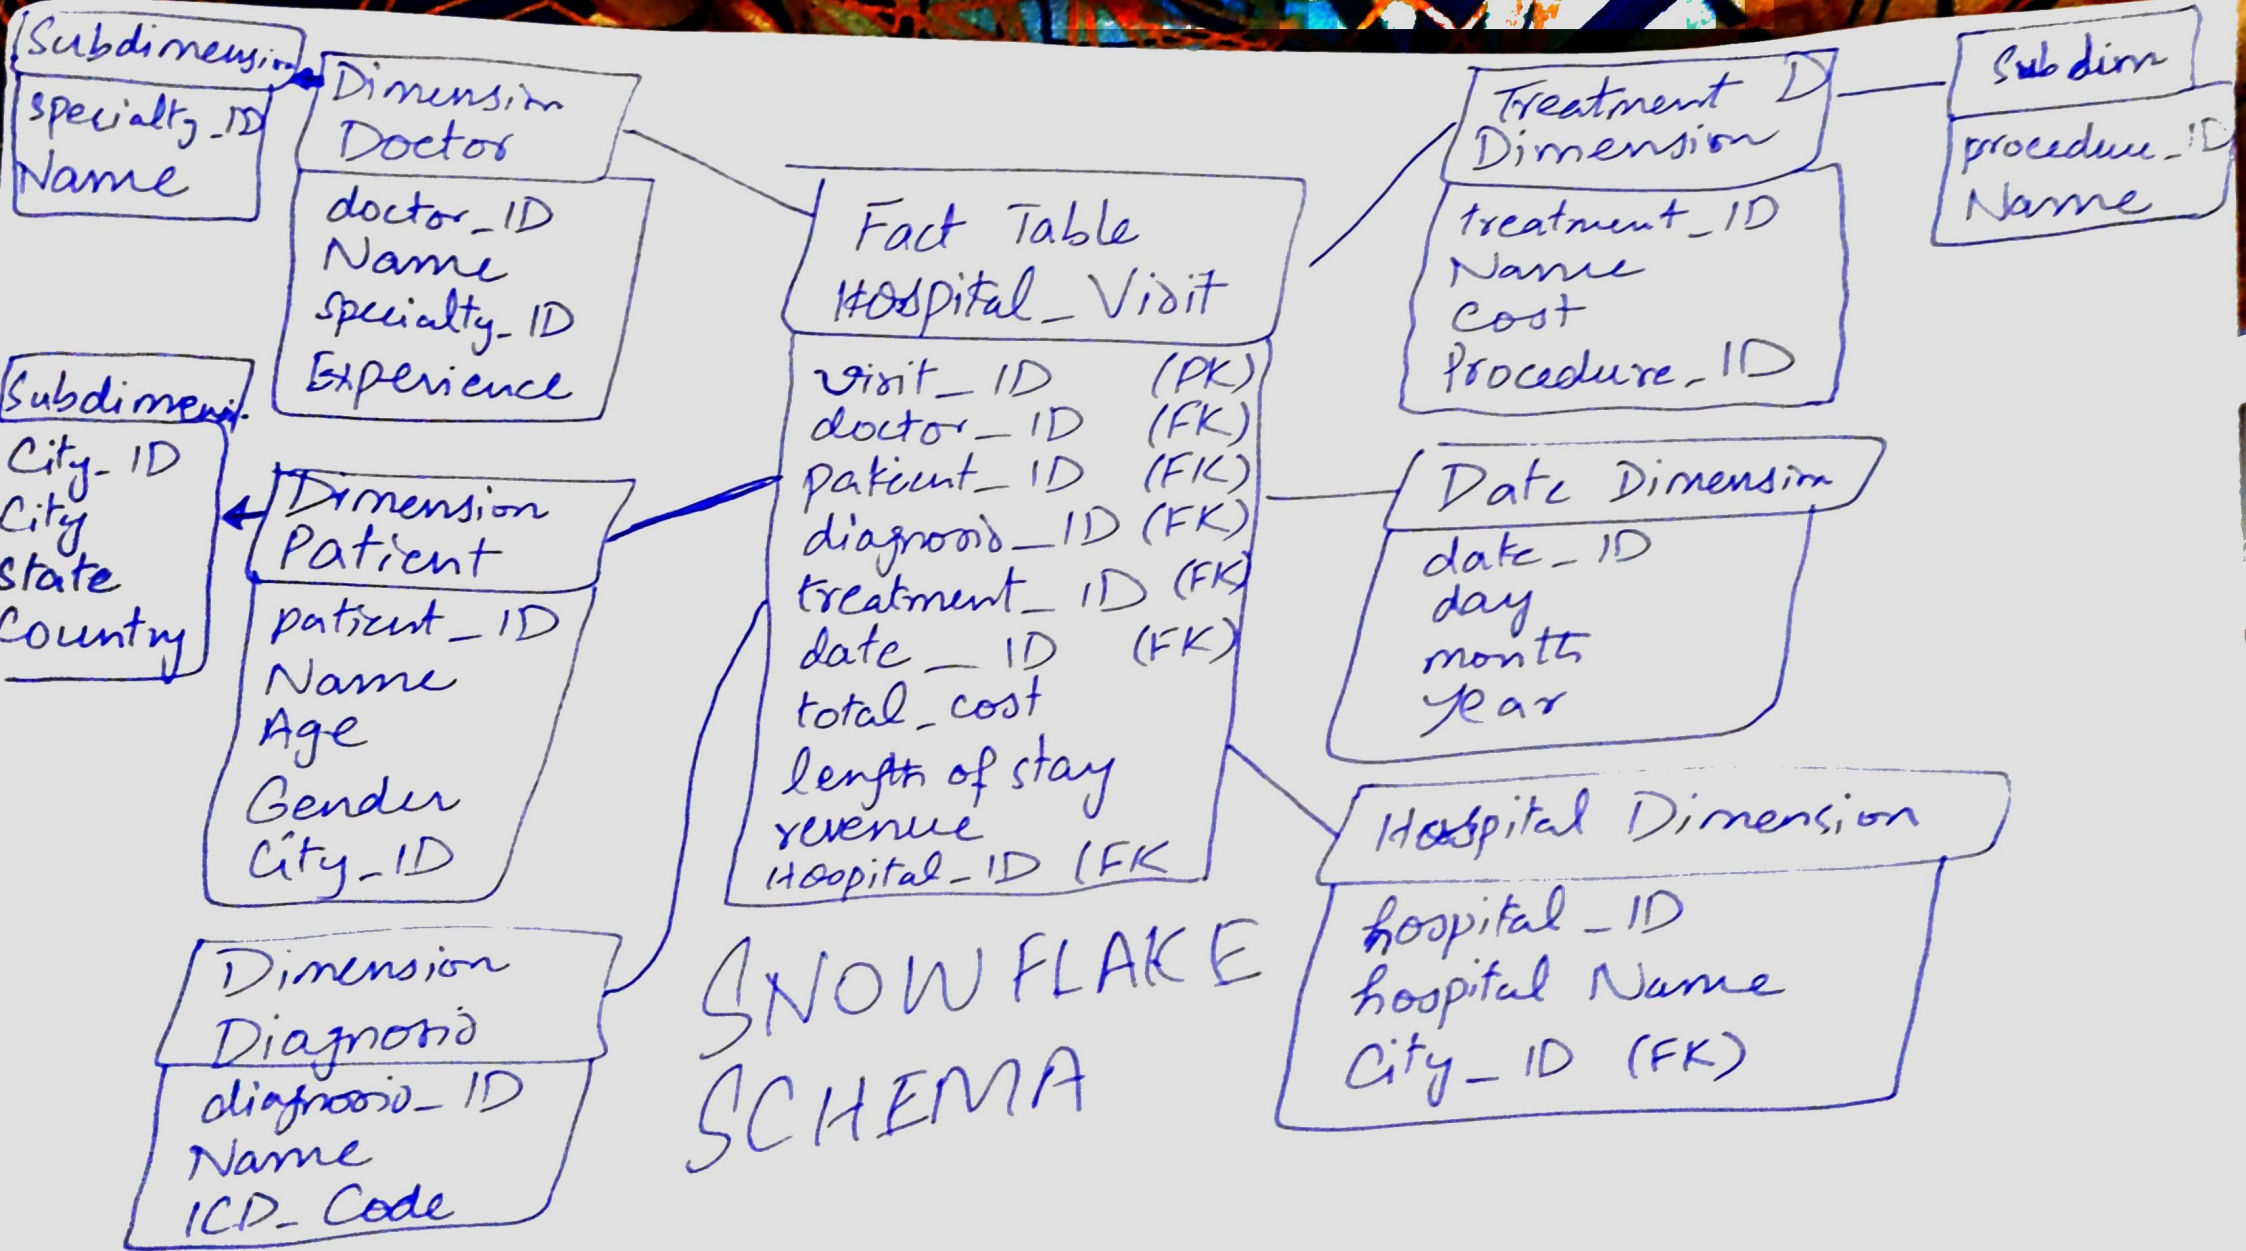 Subdimension
specialty_ID
Name
Dimension
Doctor
doctor_ID
Name
specialty_ID
Experience
Subdimensi.
City_ID
City
State
Country
Dimension
Patient
patient_ID
Name
Age
Gender
City_ID
Dimension
Diagnosis
diagnosis_ID
Name
ICD_Code
Fact Table
Hospital_Visit
visit_ID (PK)
doctor_ID (FK)
patient_ID (FK)
diagnosis_ID (FK)
treatment_ID (FK)
date_ID (FK)
total_cost
length of stay
revenue
Hospital_ID (FK
SNOWFLAKE
SCHEMA
Treatment D
Dimension
treatment_ID
Name
Cost
Procedure_ID
Subdim
procedure_ID
Name
Date Dimension
date_ID
day
month
year
Hospital Dimension
hospital_ID
hospital Name
City_ID (FK)